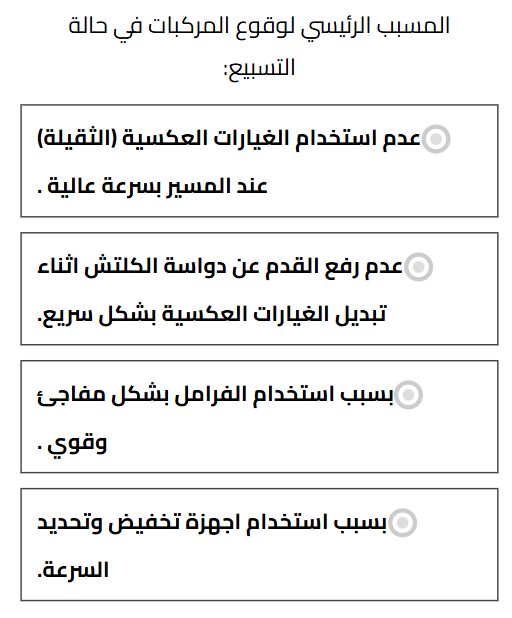 المسبب الرئيسي لوقوع المركبات في حالة
التسبيع:
عدم استخدام الغيارات العكسية (الثقيلة)
عند المسير بسرعة عالية .
عدم رفع القدم عن دواسة الكلتش اثناء
تبديل الغيارات العكسية بشكل سريع.
بسبب استخدام الفرامل بشكل مفاجئ
وقوي .
بسبب استخدام اجهزة تخفيض وتحديد
السرعة.